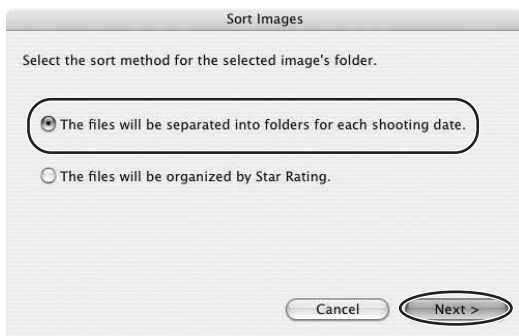 Sort Images
Select the sort method for the selected image's folder.
The files will be separated into folders for each shooting date.
The files will be organized by Star Rating.
Cancel
Next >